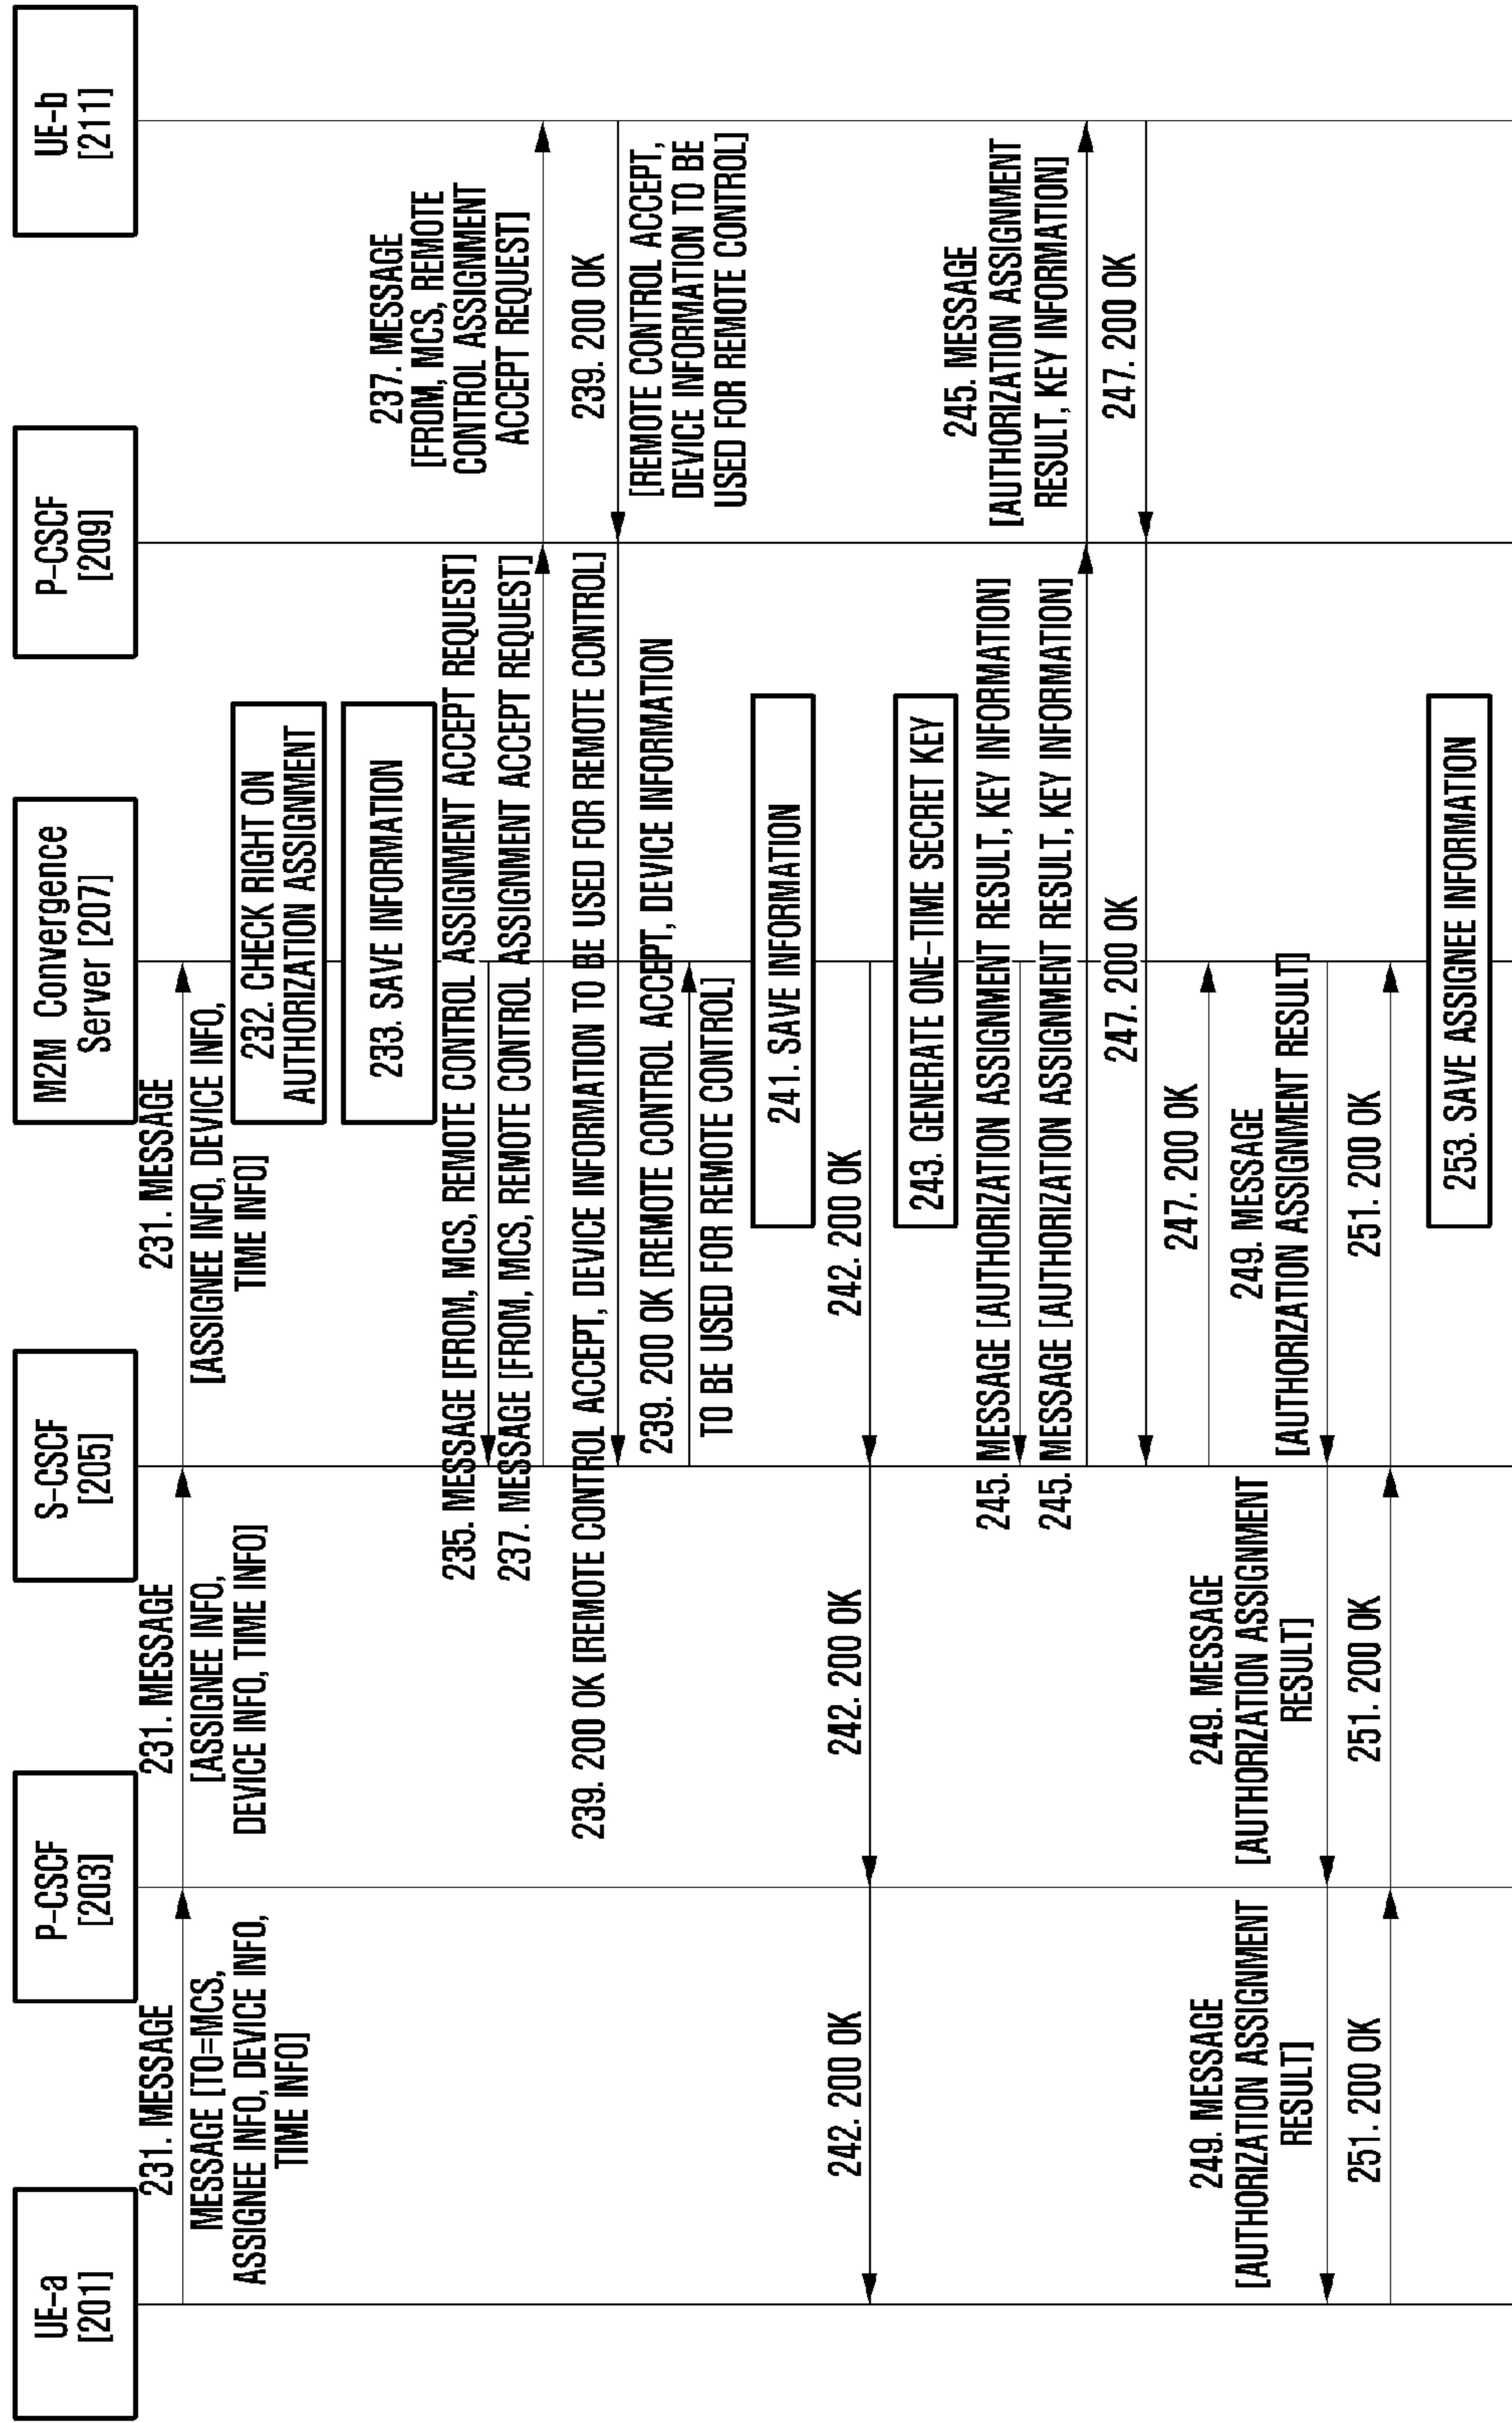 UE-a
[201]
P-CSCF
[203]
S-CSCF
[205]
M2M Convergence
Server [207]
P-CSCF
[209]
UE-b
[211]
231. MESSAGE
MESSAGE [TO=MCS,
ASSIGNEE INFO, DEVICE INFO,
TIME INFO]
231. MESSAGE
[ASSIGNEE INFO,
DEVICE INFO, TIME INFO]
231. MESSAGE
[ASSIGNEE INFO, DEVICE INFO,
TIME INFO]
232. CHECK RIGHT ON
AUTHORIZATION ASSIGNMENT
233. SAVE INFORMATION
235. MESSAGE [FROM, MCS, REMOTE CONTROL ASSIGNMENT ACCEPT REQUEST]
237. MESSAGE [FROM, MCS, REMOTE CONTROL ASSIGNMENT ACCEPT REQUEST]
237. MESSAGE
[FROM, MCS, REMOTE
CONTROL ASSIGNMENT
ACCEPT REQUEST]
239. 200 OK
[REMOTE CONTROL ACCEPT,
DEVICE INFORMATION TO BE
USED FOR REMOTE CONTROL]
239. 200 OK [REMOTE CONTROL ACCEPT, DEVICE INFORMATION TO BE USED FOR REMOTE CONTROL]
239. 200 OK [REMOTE CONTROL ACCEPT, DEVICE INFORMATION
TO BE USED FOR REMOTE CONTROL]
241. SAVE INFORMATION
242. 200 OK
242. 200 OK
242. 200 OK
243. GENERATE ONE-TIME SECRET KEY
245. MESSAGE [AUTHORIZATION ASSIGNMENT RESULT, KEY INFORMATION]
245. MESSAGE [AUTHORIZATION ASSIGNMENT RESULT, KEY INFORMATION]
245. MESSAGE
[AUTHORIZATION ASSIGNMENT
RESULT, KEY INFORMATION]
247. 200 OK
247. 200 OK
247. 200 OK
249. MESSAGE
[AUTHORIZATION ASSIGNMENT RESULT]
249. MESSAGE
[AUTHORIZATION ASSIGNMENT
RESULT]
249. MESSAGE
[AUTHORIZATION ASSIGNMENT
RESULT]
251. 200 OK
251. 200 OK
251. 200 OK
253. SAVE ASSIGNEE INFORMATION